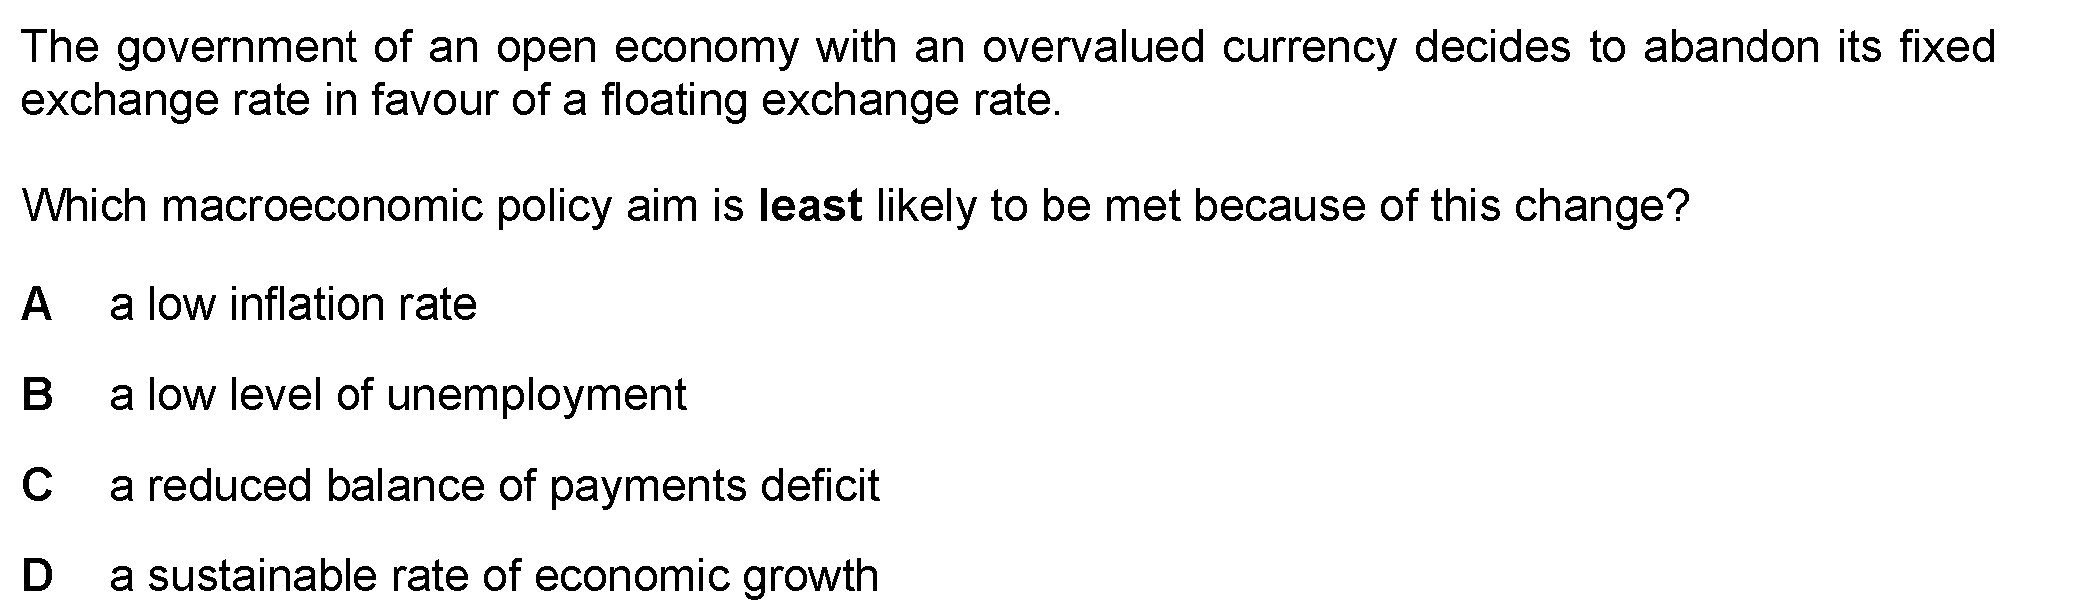 The government of an open economy with an overvalued currency decides to abandon its fixed
exchange rate in favour of a floating exchange rate.
Which macroeconomic policy aim is least likely to be met because of this change?
A a low inflation rate
B a low level of unemployment
C a reduced balance of payments deficit
D a sustainable rate of economic growth